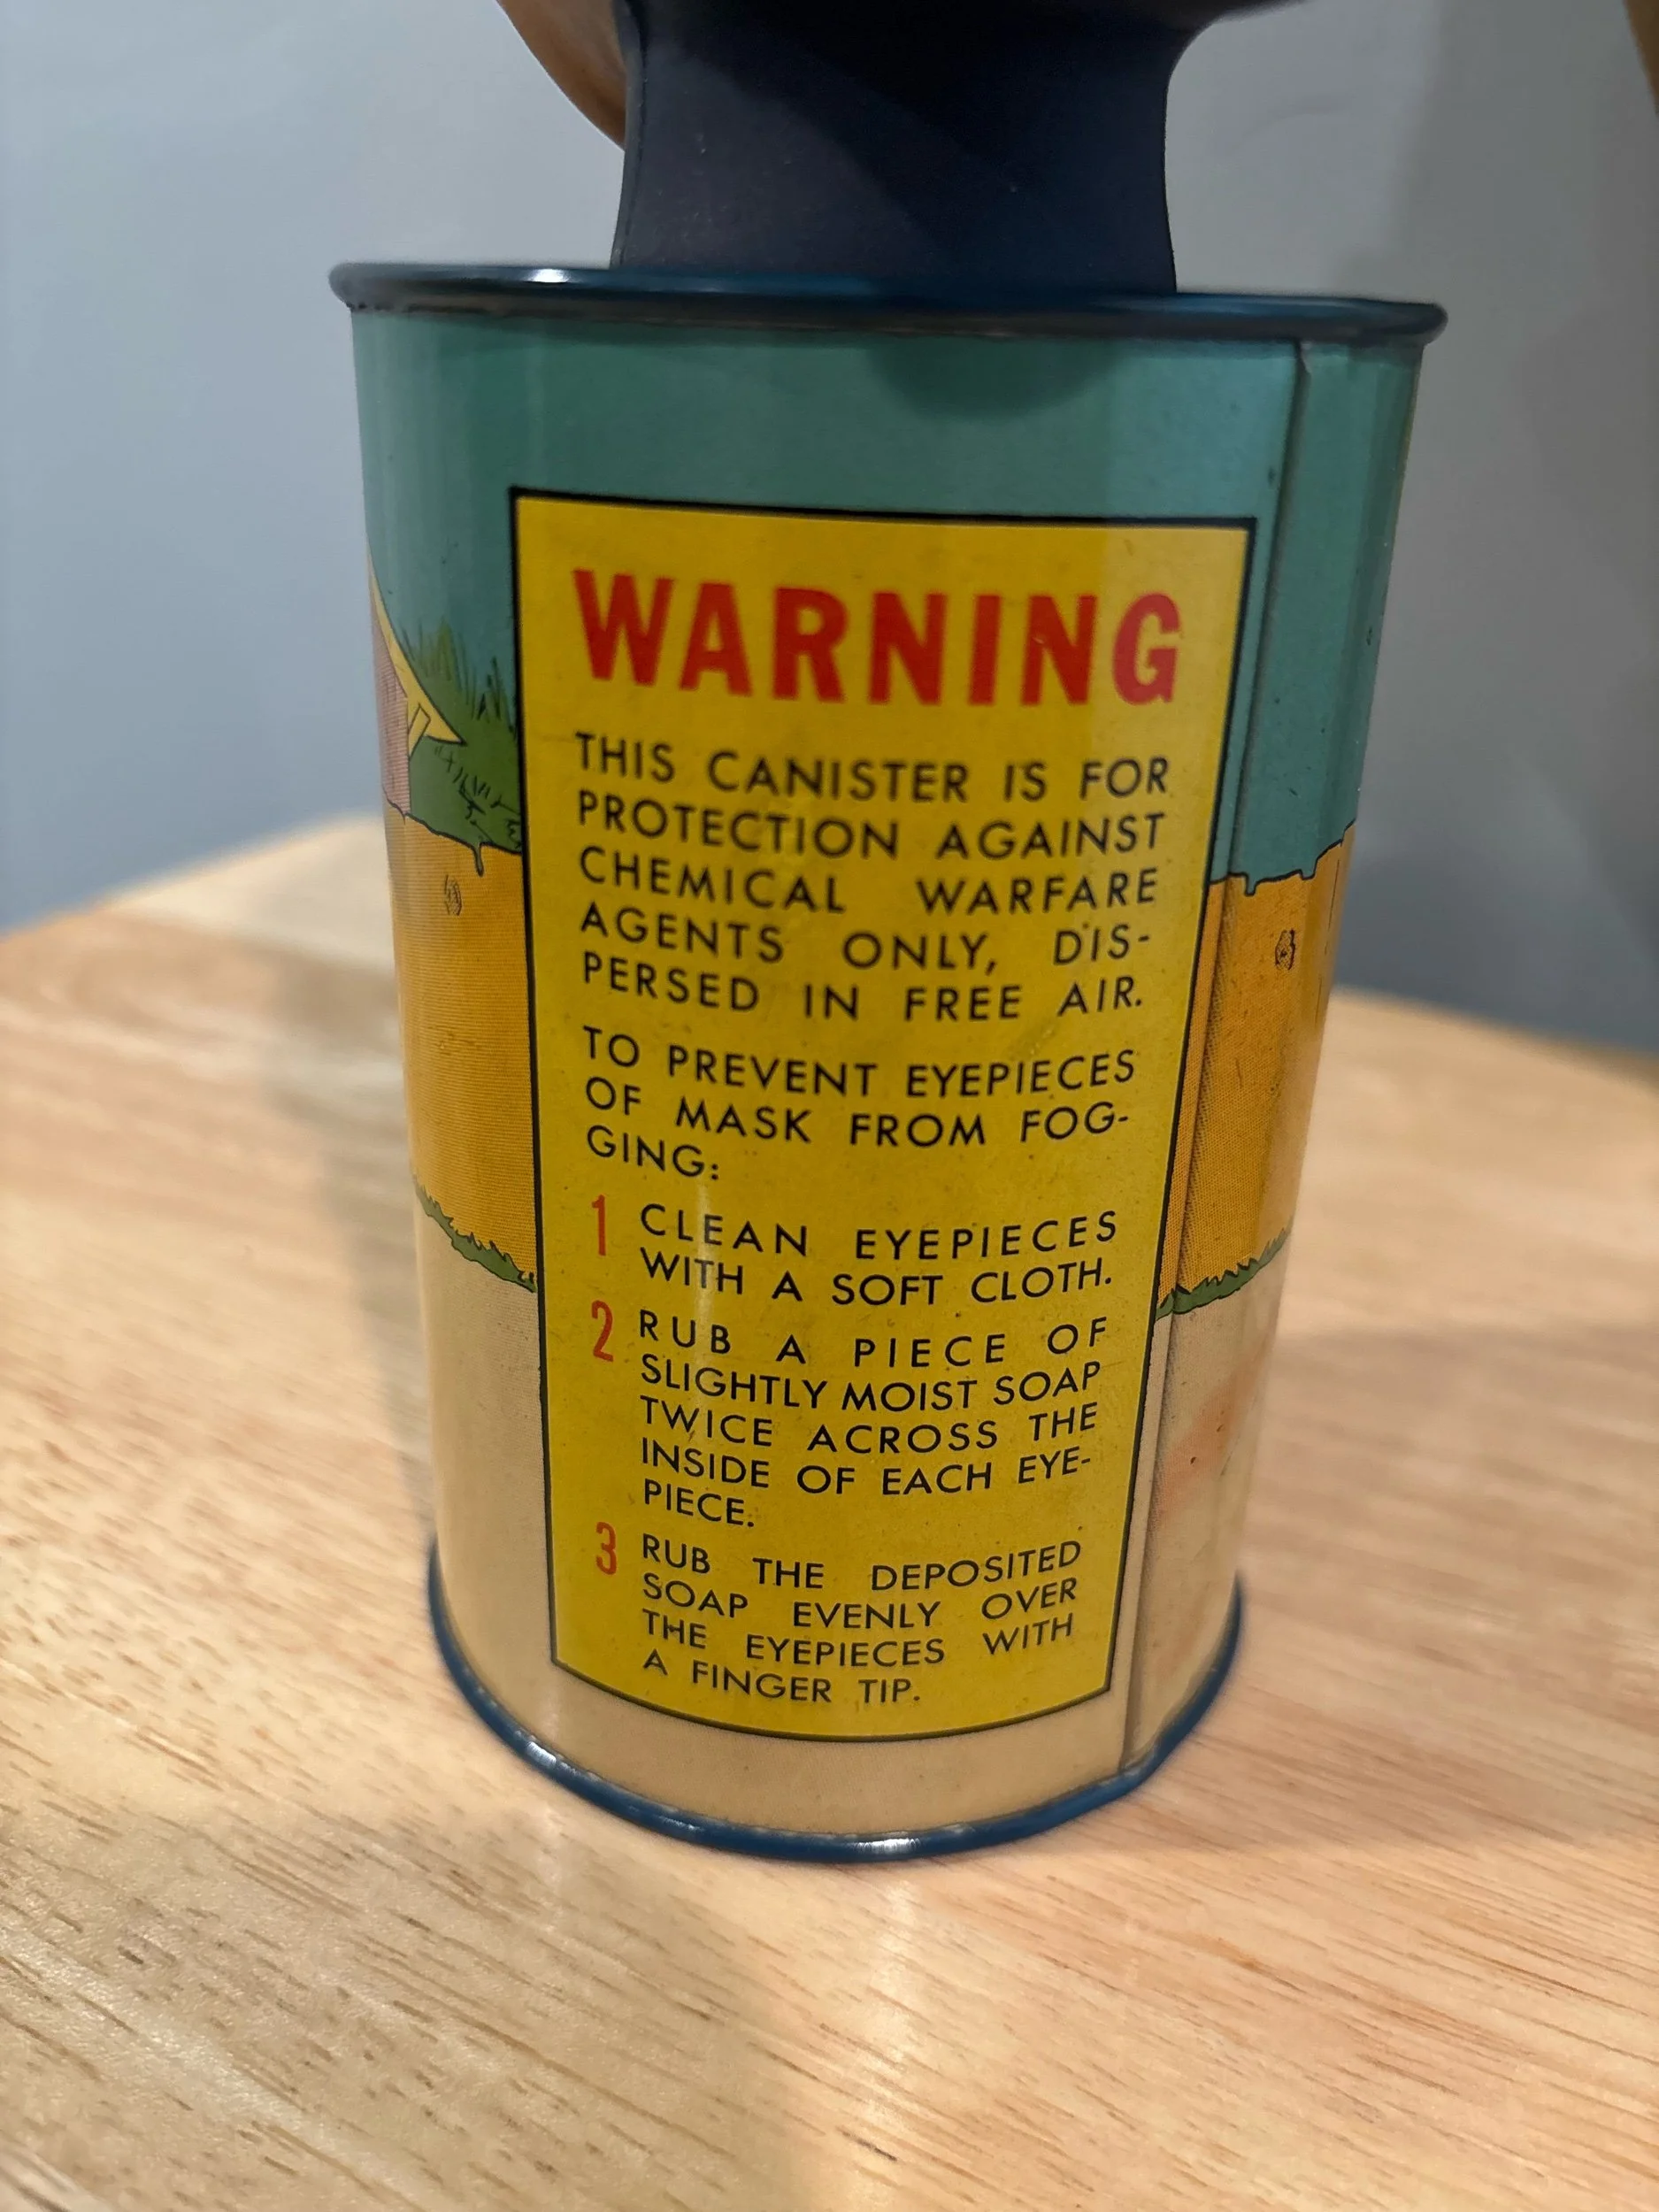 WARNING
THIS CANISTER IS FOR
PROTECTION AGAINST
CHEMICAL WARFARE
AGENTS ONLY, DIS-
PERSED IN FREE AIR.
TO PREVENT EYEPIECES
OF MASK FROM FOG-
GING:
1 CLEAN EYEPIECES
WITH A SOFT CLOTH.
2 RUB A PIECE OF
SLIGHTLY MOIST SOAP
TWICE ACROSS THE
INSIDE OF EACH EYE-
PIECE.
3 RUB THE DEPOSITED
SOAP EVENLY OVER
THE EYEPIECES WITH
A FINGER TIP.